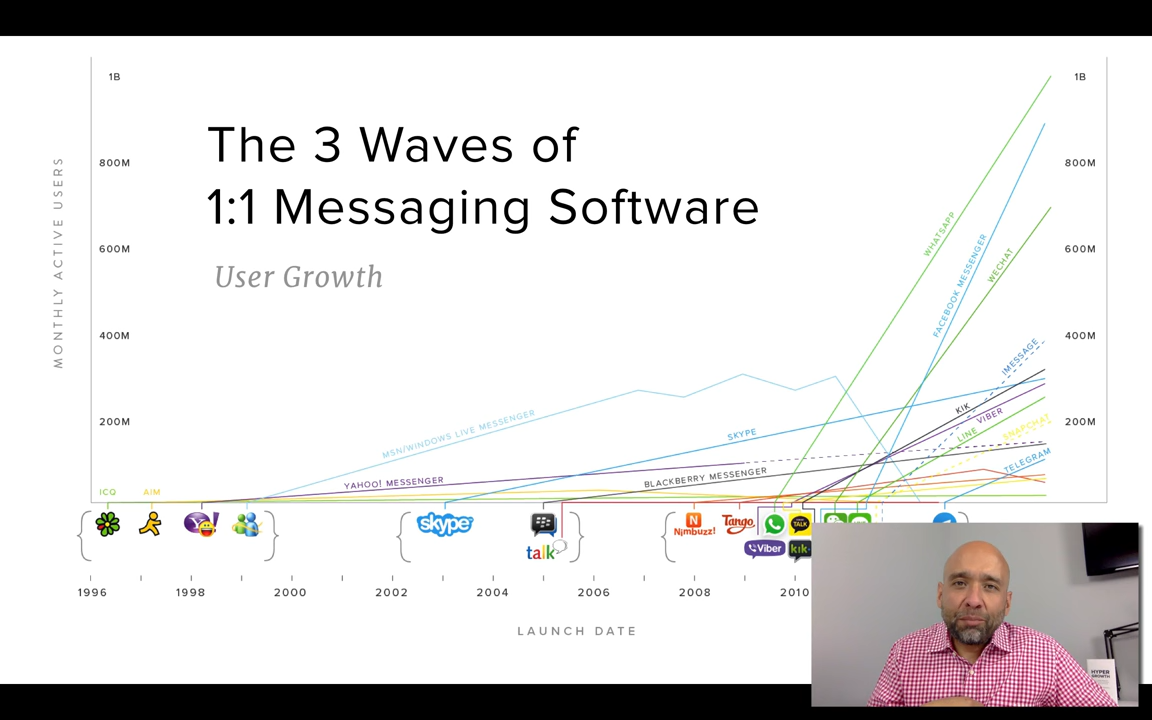 1B
1B
The 3 Waves of
1:1 Messaging Software
User Growth
MONTHLY ACTIVE USERS
800M
800M
600M
600M
400M
400M
200M
200M
WHATSAPP
FACEBOOK MESSENGER
WECHAT
IMESSAGE
KIK
VIBER
LINE
SNAPCHAT
TELEGRAM
MSN/WINDOWS LIVE MESSENGER
SKYPE
YAHOO! MESSENGER
BLACKBERRY MESSENGER
ICQ
AIM
skype
Nimbuzz!
Tango
TALK
talk
Viber
kik
1996
1998
2000
2002
2004
2006
2008
2010
LAUNCH DATE
HYPER
GROWTH